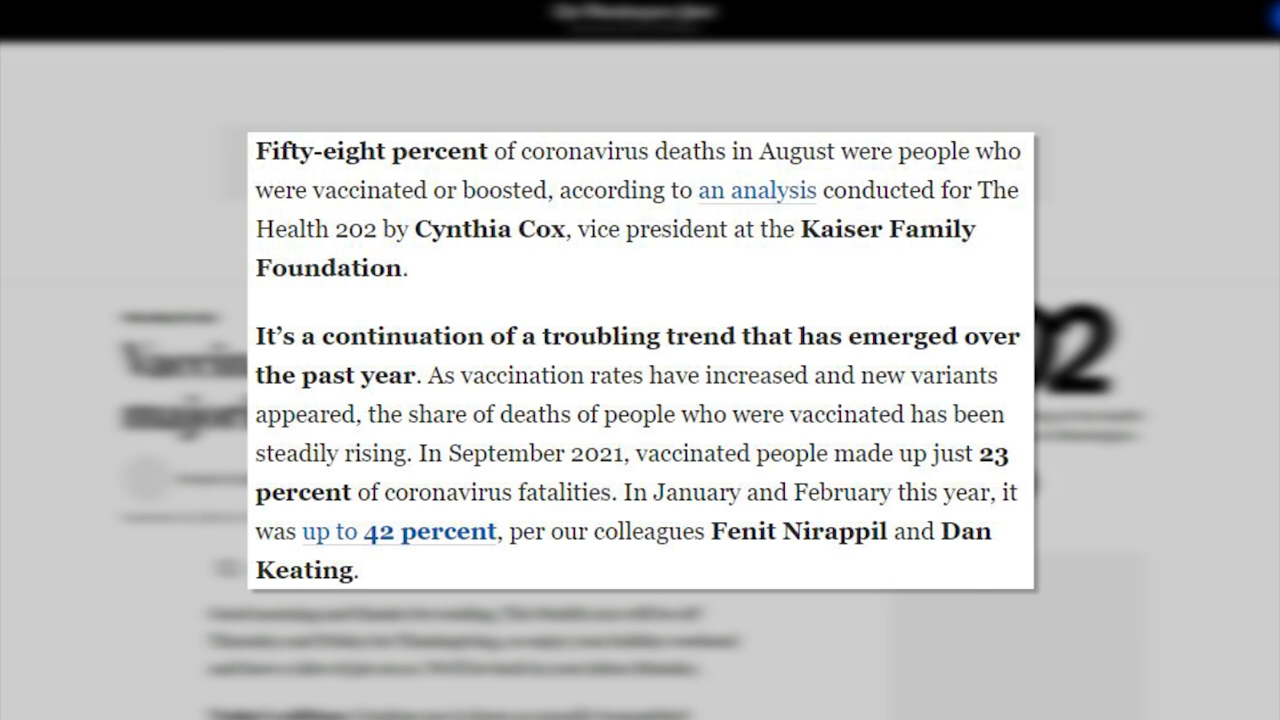 Fifty-eight percent of coronavirus deaths in August were people who
were vaccinated or boosted, according to an analysis conducted for The
Health 202 by Cynthia Cox, vice president at the Kaiser Family
Foundation.
It's a continuation of a troubling trend that has emerged over
the past year. As vaccination rates have increased and new variants
appeared, the share of deaths of people who were vaccinated has been
steadily rising. In September 2021, vaccinated people made up just 23
percent of coronavirus fatalities. In January and February this year, it
was up to 42 percent, per our colleagues Fenit Nirappil and Dan
Keating.